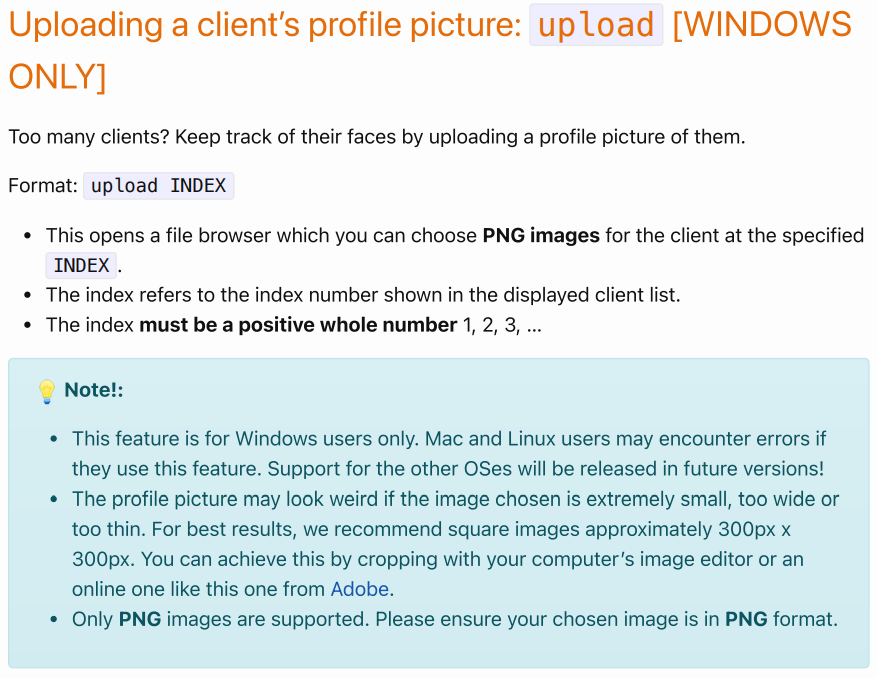 Uploading a client’s profile picture: upload [WINDOWS
ONLY]
Too many clients? Keep track of their faces by uploading a profile picture of them.
Format: upload INDEX
• This opens a file browser which you can choose PNG images for the client at the specified
INDEX.
• The index refers to the index number shown in the displayed client list.
• The index must be a positive whole number 1, 2, 3, …
💡 Note!:
• This feature is for Windows users only. Mac and Linux users may encounter errors if
they use this feature. Support for the other OSes will be released in future versions!
• The profile picture may look weird if the image chosen is extremely small, too wide or
too thin. For best results, we recommend square images approximately 300px x
300px. You can achieve this by cropping with your computer’s image editor or an
online one like this one from Adobe.
• Only PNG images are supported. Please ensure your chosen image is in PNG format.